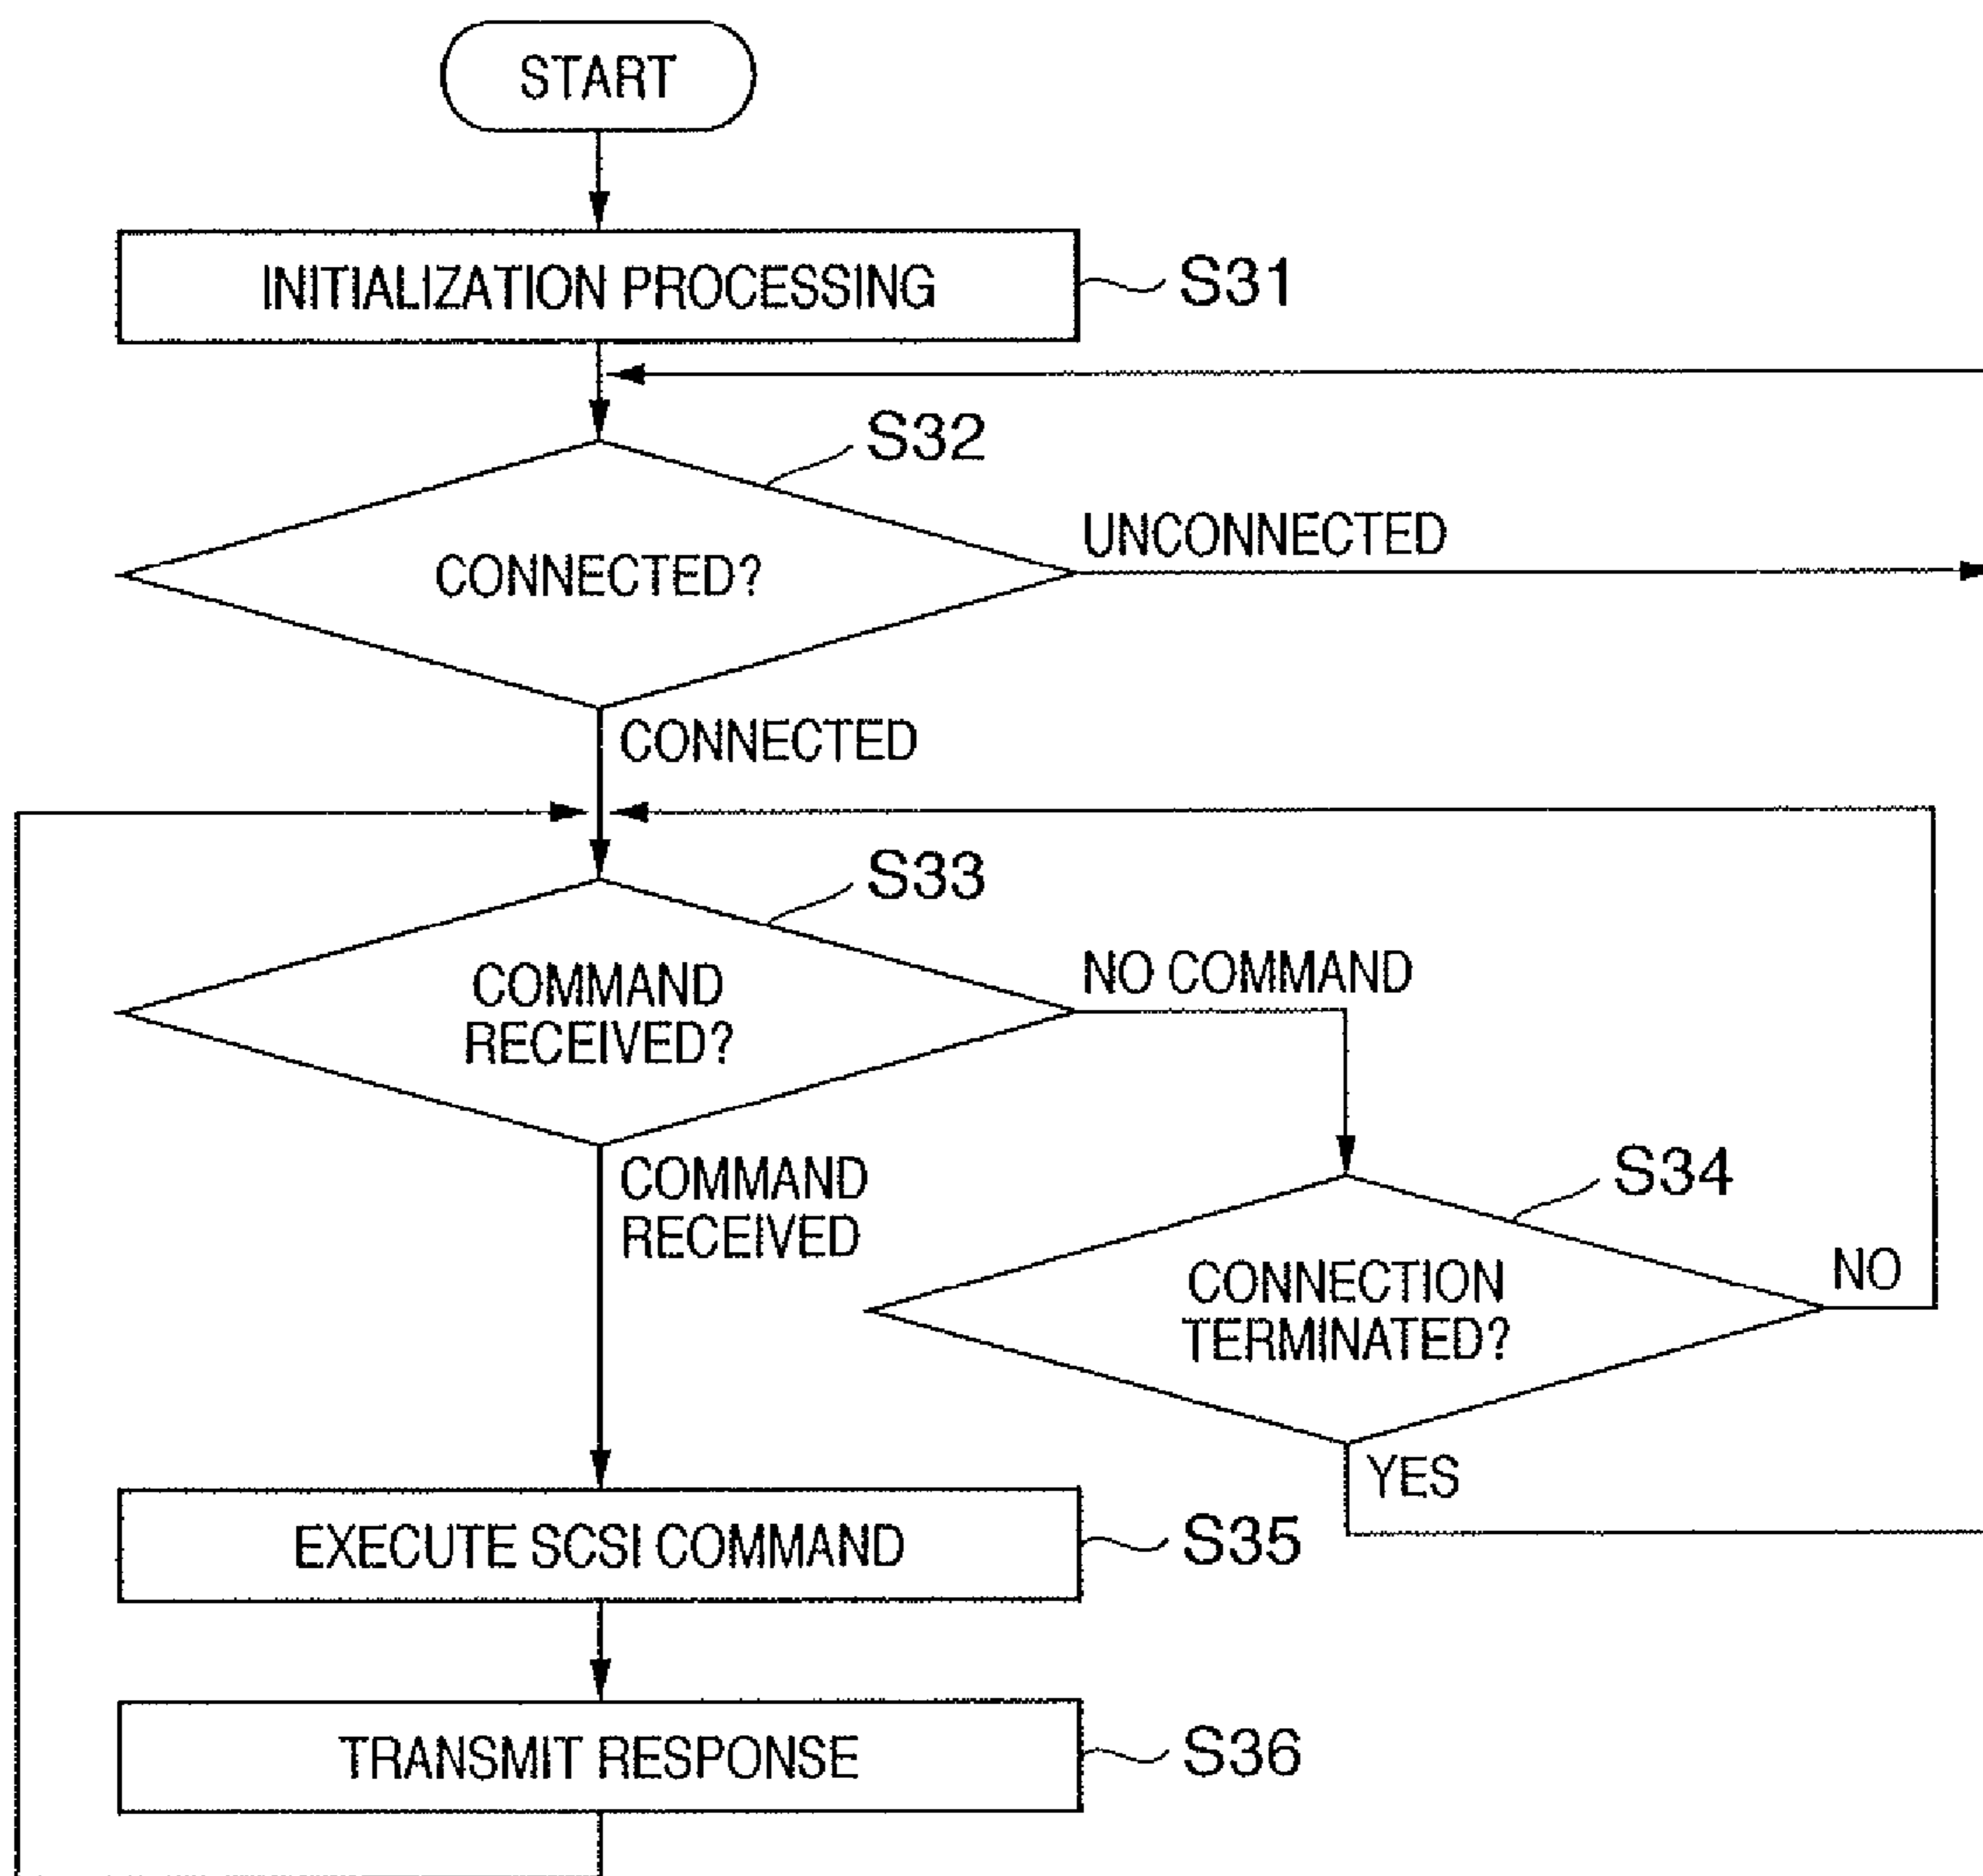 START
INITIALIZATION PROCESSING
S31
S32
CONNECTED?
UNCONNECTED
CONNECTED
S33
COMMAND
RECEIVED?
NO COMMAND
COMMAND
RECEIVED
S34
CONNECTION
TERMINATED?
NO
YES
EXECUTE SCSI COMMAND
S35
TRANSMIT RESPONSE
S36